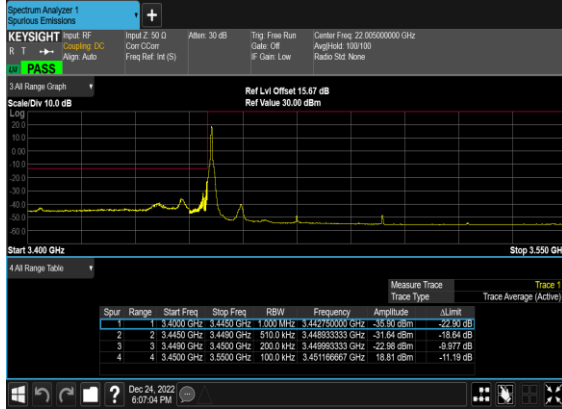 Spectrum Analyzer 1
Spurious Emissions
KEYSIGHT Input: RF Input Z: 50 Ω Atten: 30 dB Trig: Free Run Center Freq: 22.005000000 GHz
R T Coupling: DC Corr CCorr Gate: Off Avg|Hold: 100/100
Align: Auto Freq Ref: Int (S) IF Gain: Low Radio Std: None
PASS
3 All Range Graph
Ref Lvl Offset 15.67 dB
Scale/Div 10.0 dB Ref Value 30.00 dBm
Log
20.0
10.0
0.00
-10.0
-20.0
-30.0
-40.0
-50.0
-60.0
Start 3.400 GHz Stop 3.550 GH
4 All Range Table
Measure Trace Trace 1
Trace Type Trace Average (Active)
Spur Range Start Freq Stop Freq RBW Frequency Amplitude ΔLimit
1 1 3.4000 GHz 3.4450 GHz 1.000 MHz 3.442750000 GHz -35.90 dBm -22.90 dB
2 2 3.4450 GHz 3.4490 GHz 510.0 kHz 3.448933333 GHz -31.64 dBm -18.64 dB
3 3 3.4490 GHz 3.4500 GHz 200.0 kHz 3.449993333 GHz -22.98 dBm -9.977 dB
4 4 3.4500 GHz 3.5500 GHz 100.0 kHz 3.451166667 GHz 18.81 dBm -11.19 dB
Dec 24, 2022
6:07:04 PM